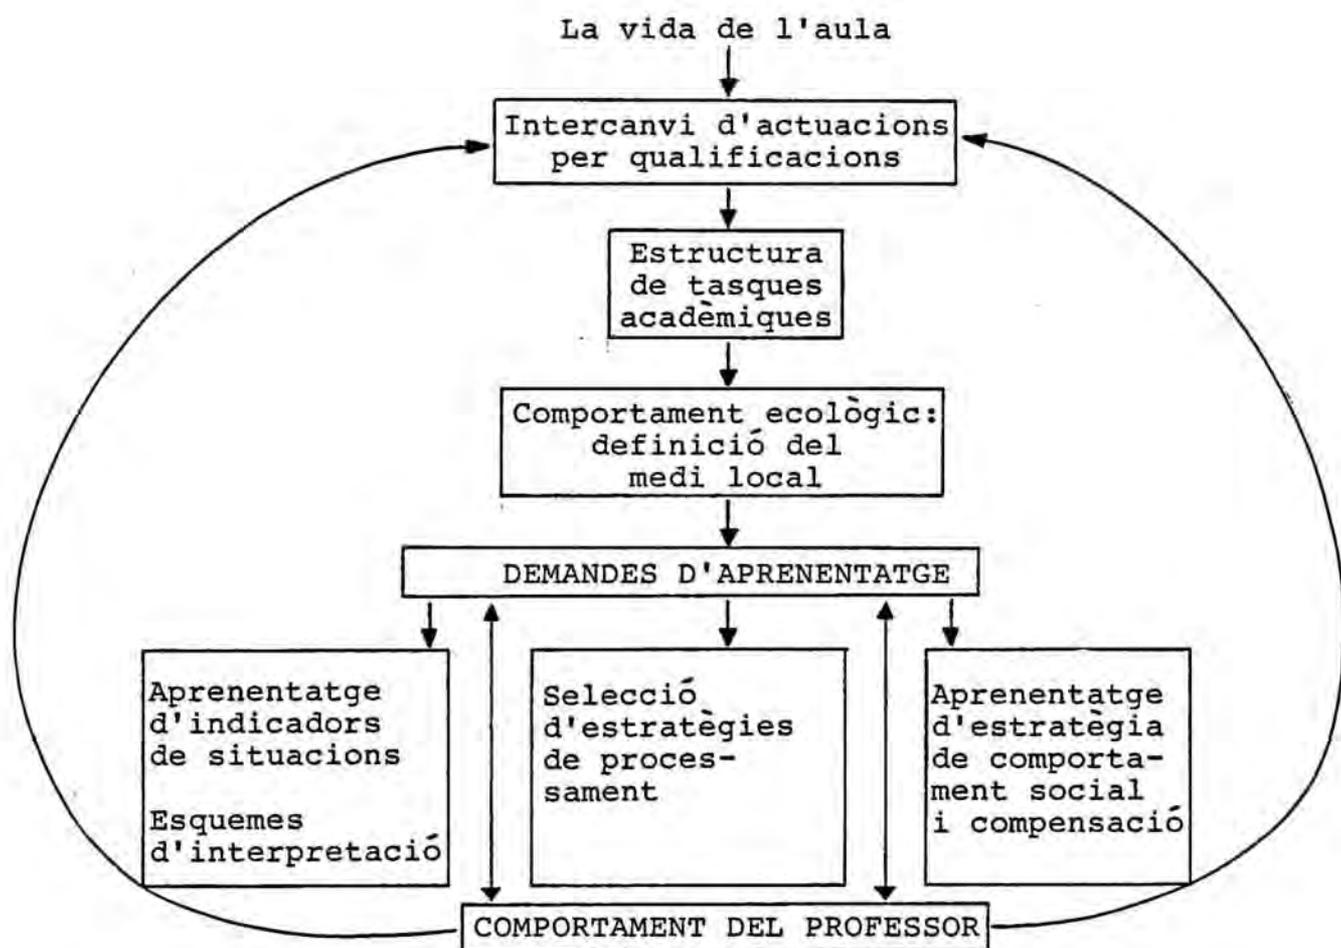 La vida de l'aula
Intercanvi d'actuacions
per qualificacions
Estructura
de tasques
acadèmiques
Comportament ecològic:
definició del
medi local
DEMANDES D'APRENENTATGE
Aprenentatge
d'indicadors
de situacions
Esquemes
d'interpretació
Selecció
d'estratègies
de proces-
sament
Aprenentatge
d'estratègia
de comporta-
ment social
i compensació
COMPORTAMENT DEL PROFESSOR